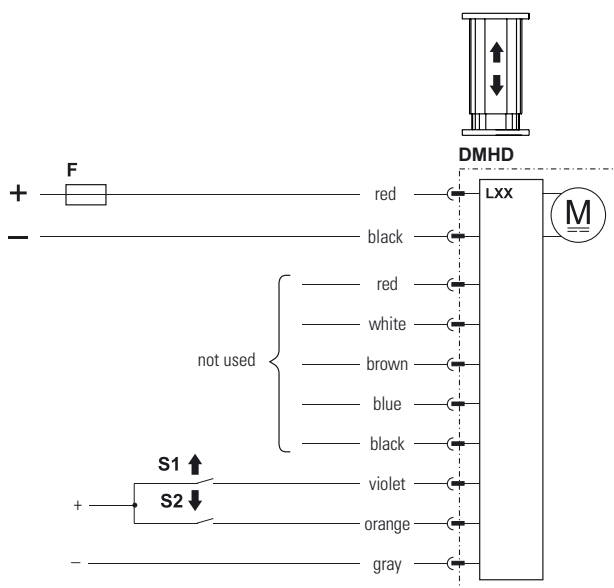 DMHD
F
+ red LXX
M
− black
red
white
not used brown
blue
black
S1 violet
+ S2 orange
− gray